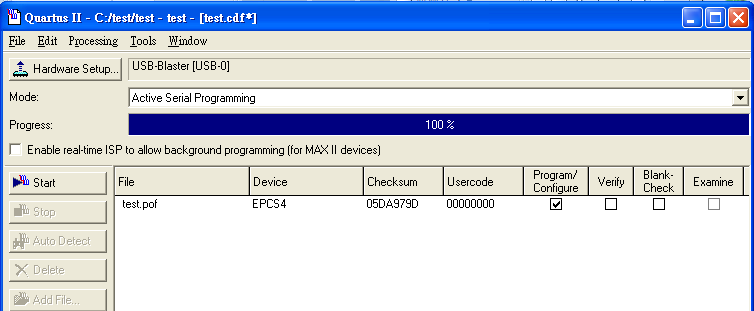 Quartus II - C:/test/test - test - [test.cdf*]
File Edit Processing Tools Window
Hardware Setup... USB-Blaster [USB-0]
Mode: Active Serial Programming
Progress: 100 %
Enable real-time ISP to allow background programming (for MAX II devices)
Start
Stop
Auto Detect
Delete
Add File...
File Device Checksum Usercode Program/ Configure Verify Blank- Check Examine
test.pof EPCS4 05DA979D 00000000